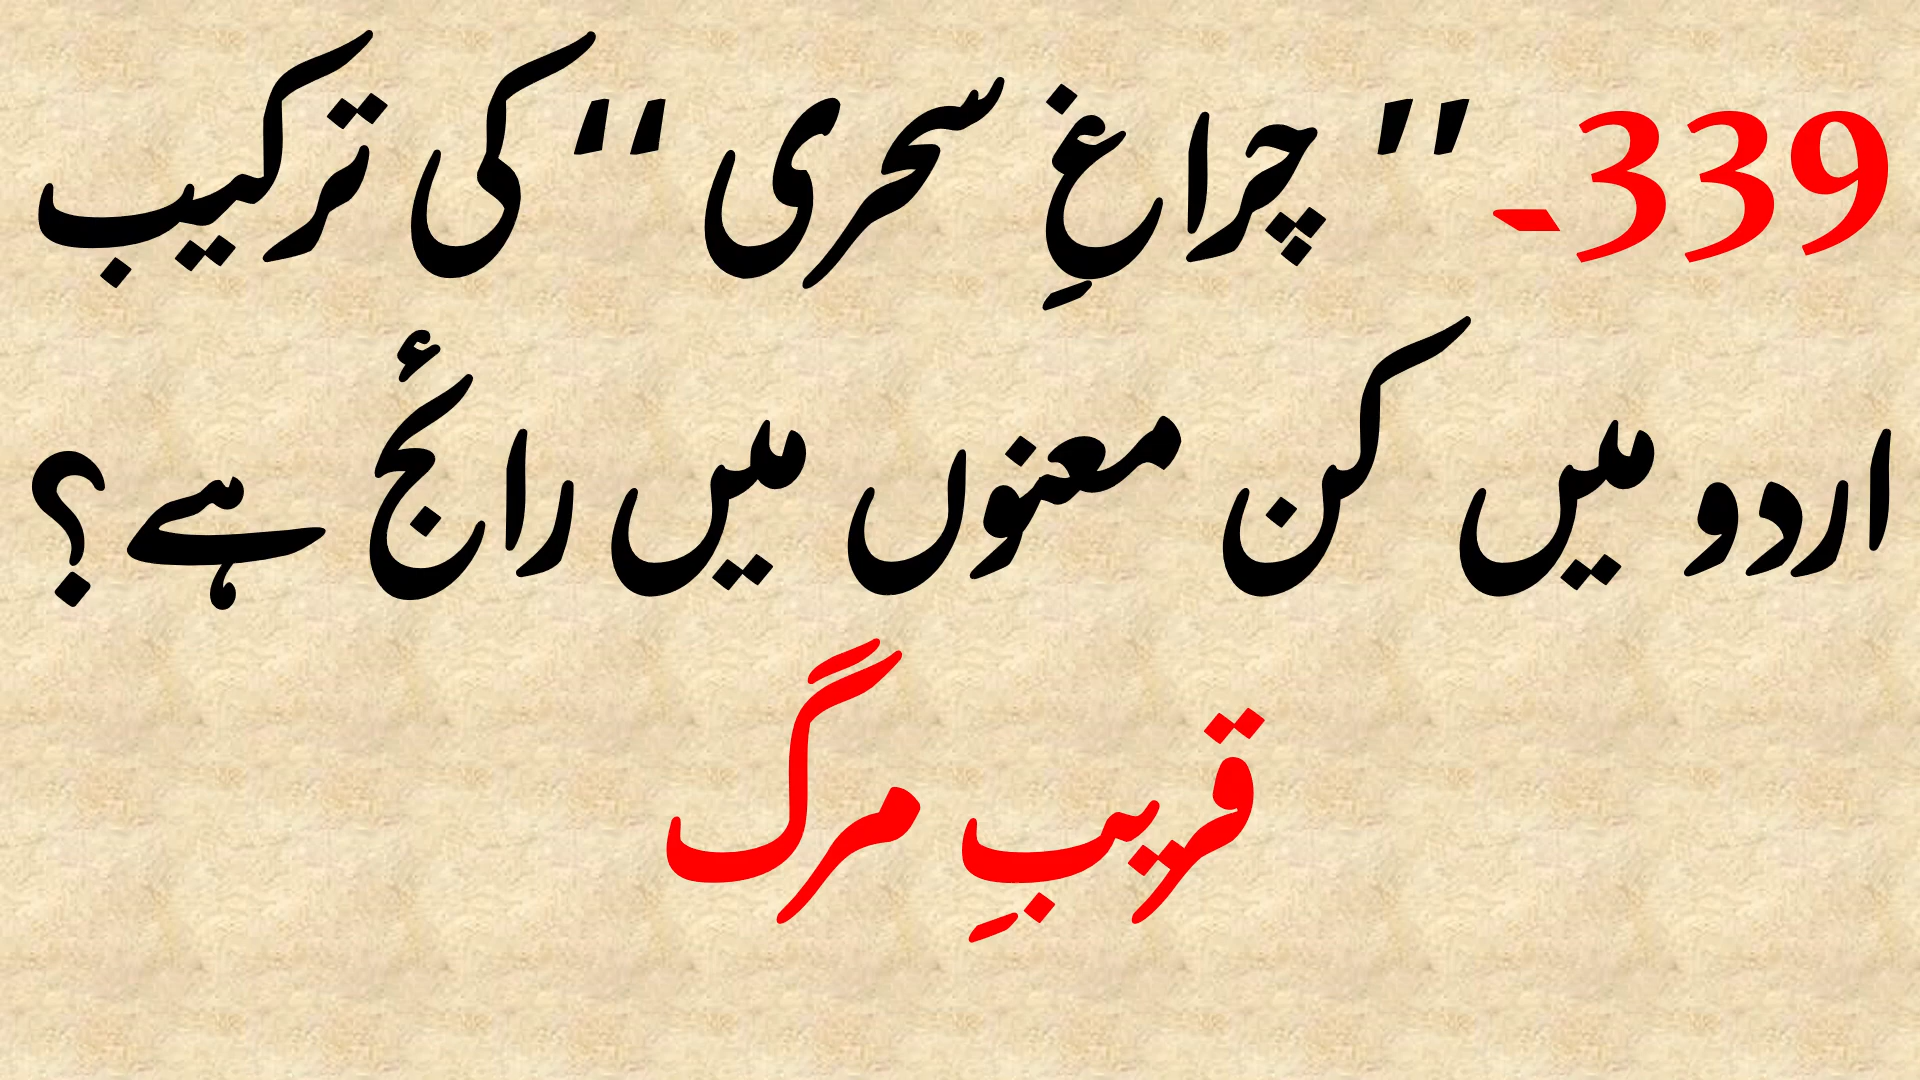 339۔ " چراغِ سحری " کی ترکیب
اردو میں کن معنوں میں رائج ہے؟
قریبِ مرگ